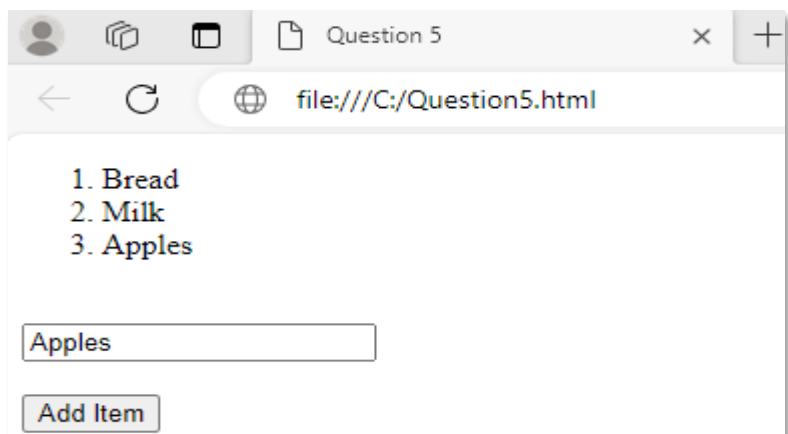 Question 5
file:///C:/Question5.html
1. Bread
2. Milk
3. Apples
Apples
Add Item